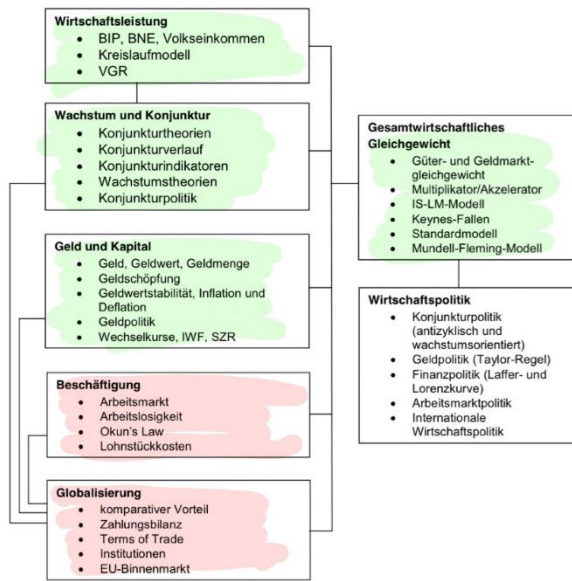 Wirtschaftsleistung
• BIP, BNE, Volkseinkommen
• Kreislaufmodell
• VGR
Wachstum und Konjunktur
• Konjunkturtheorien
• Konjunkturverlauf
• Konjunkturindikatoren
• Wachstumstheorien
• Konjunkturpolitik
Geld und Kapital
• Geld, Geldwert, Geldmenge
• Geldschöpfung
• Geldwertstabilität, Inflation und
Deflation
• Geldpolitik
• Wechselkurse, IWF, SZR
Beschäftigung
• Arbeitsmarkt
• Arbeitslosigkeit
• Okun's Law
• Lohnstückkosten
Globalisierung
• komparativer Vorteil
• Zahlungsbilanz
• Terms of Trade
• Institutionen
• EU-Binnenmarkt
Gesamtwirtschaftliches
Gleichgewicht
• Güter- und Geldmarkt-
gleichgewicht
• Multiplikator/Akzelerator
• IS-LM-Modell
• Keynes-Fallen
• Standardmodell
• Mundell-Fleming-Modell
Wirtschaftspolitik
• Konjunkturpolitik
(antizyklisch und
wachstumsorientiert)
• Geldpolitik (Taylor-Regel)
• Finanzpolitik (Laffer- und
Lorenzkurve)
• Arbeitsmarktpolitik
• Internationale
Wirtschaftspolitik